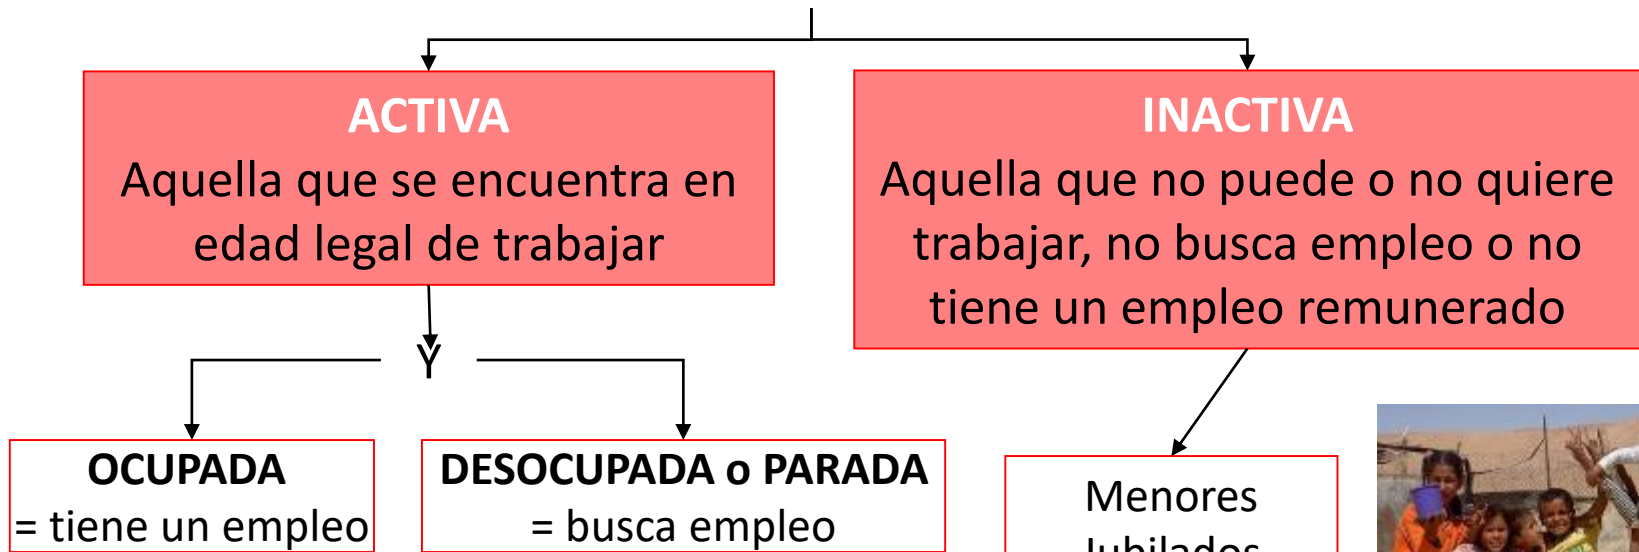 ACTIVA
Aquella que se encuentra en
edad legal de trabajar
INACTIVA
Aquella que no puede o no quiere
trabajar, no busca empleo o no
tiene un empleo remunerado
Y
OCUPADA
= tiene un empleo
DESOCUPADA o PARADA
= busca empleo
Menores
Jubilados